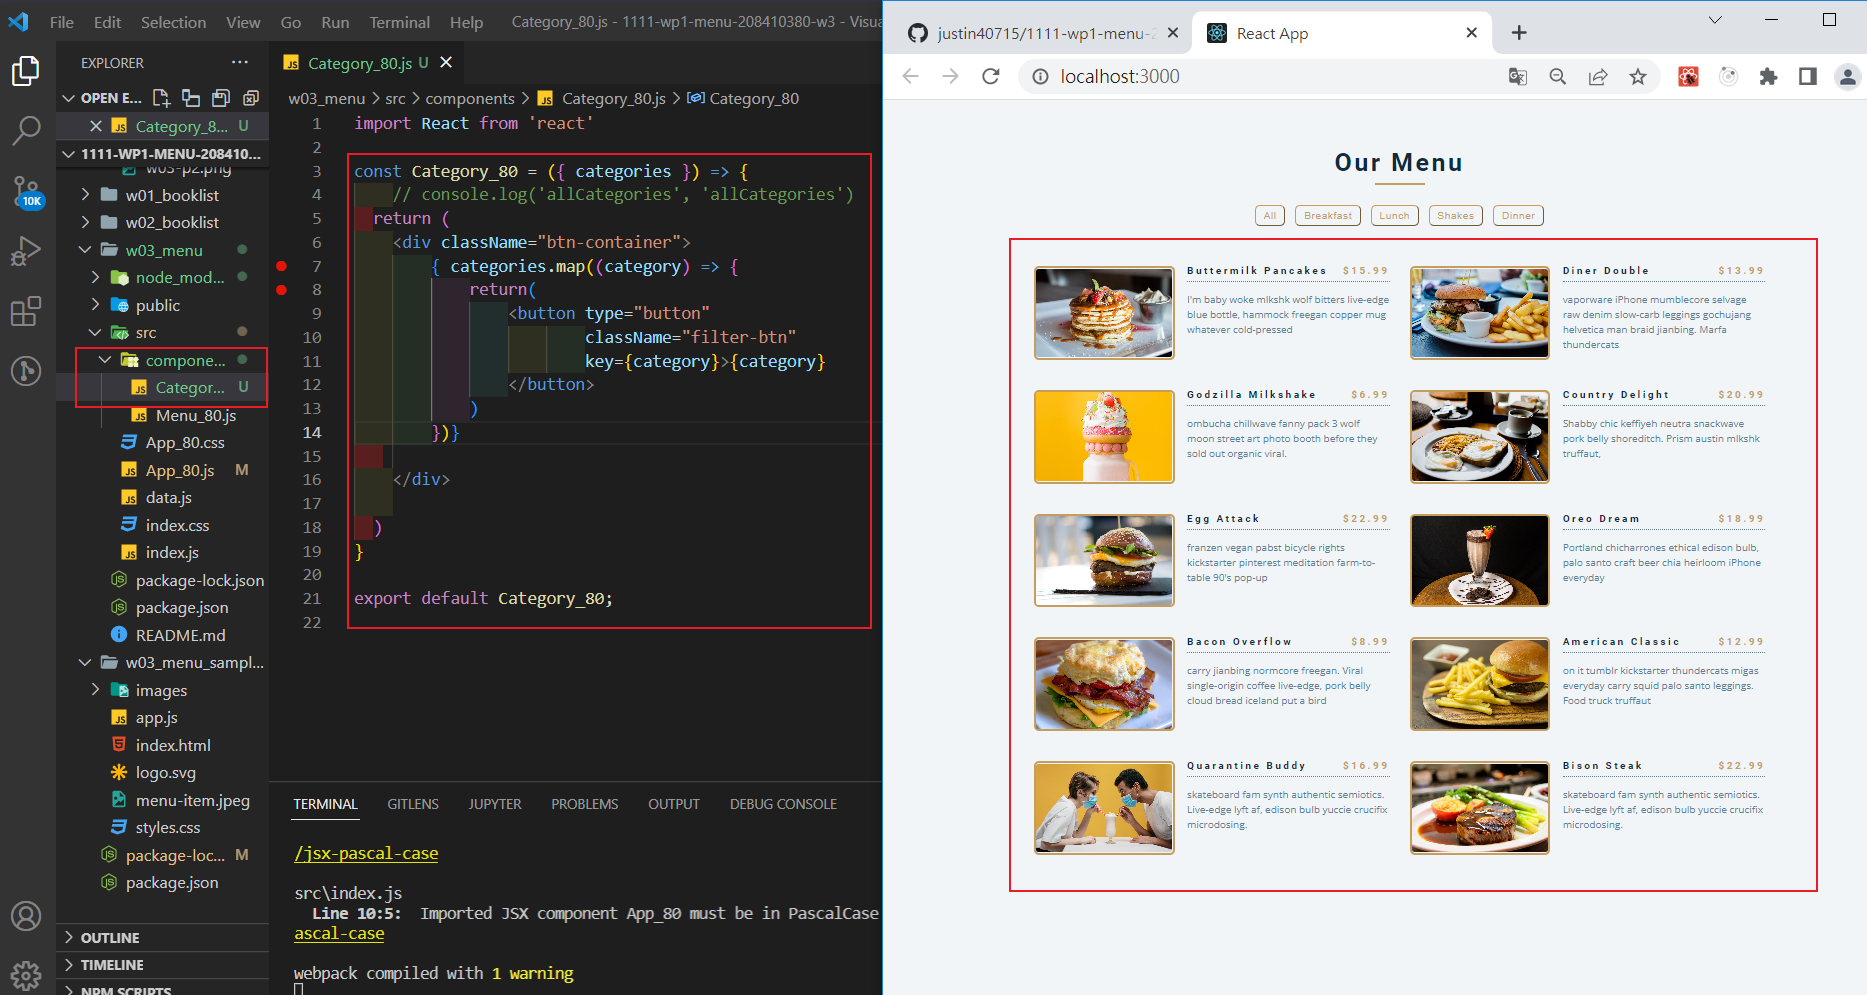 File Edit Selection View Go Run Terminal Help Category_80.js - 1111-wp1-menu-208410380-w3 - Visua
EXPLORER ···
OPEN E...
Category_8... U
1111-WP1-MENU-208410...
w03-p2.png
w01_booklist
w02_booklist
w03_menu
node_mod...
public
src
compone...
Categor... U
Menu_80.js
App_80.css
App_80.js M
data.js
index.css
index.js
package-lock.json
package.json
README.md
w03_menu_sampl...
images
app.js
index.html
logo.svg
menu-item.jpeg
styles.css
package-loc... M
package.json
OUTLINE
TIMELINE
NPM SCRIPTS
10K
Category_80.js U
w03_menu > src > components > Category_80.js > Category_80
1 import React from 'react'
2
3 const Category_80 = ({ categories }) => {
4 // console.log('allCategories', 'allCategories')
5 return (
6 <div className="btn-container">
7 { categories.map((category) => {
8 return(
9 <button type="button"
10 className="filter-btn"
11 key={category}>{category}
12 </button>
13 )
14 })}
15
16 </div>
17
18 )
19 }
20
21 export default Category_80;
22
TERMINAL GITLENS JUPYTER PROBLEMS OUTPUT DEBUG CONSOLE
/jsx-pascal-case
src\index.js
Line 10:5: Imported JSX component App_80 must be in PascalCase
ascal-case
webpack compiled with 1 warning
justin40715/1111-wp1-menu-2
React App
localhost:3000
Our Menu
All Breakfast Lunch Shakes Dinner
Buttermilk Pancakes $15.99
I'm baby woke mlkshk wolf bitters live-edge
blue bottle, hammock freegan copper mug
whatever cold-pressed
Diner Double $13.99
vaporware iPhone mumblecore selvage
raw denim slow-carb leggings gochujang
helvetica man braid jianbing. Marfa
thundercats
Godzilla Milkshake $6.99
ombucha chillwave fanny pack 3 wolf
moon street art photo booth before they
sold out organic viral.
Country Delight $20.99
Shabby chic keffiyeh neutra snackwave
pork belly shoreditch. Prism austin mlkshk
truffaut,
Egg Attack $22.99
franzen vegan pabst bicycle rights
kickstarter pinterest meditation farm-to-
table 90's pop-up
Oreo Dream $18.99
Portland chicharrones ethical edison bulb,
palo santo craft beer chia heirloom iPhone
everyday
Bacon Overflow $8.99
carry jianbing normcore freegan. Viral
single-origin coffee live-edge, pork belly
cloud bread iceland put a bird
American Classic $12.99
on it tumblr kickstarter thundercats migas
everyday carry squid palo santo leggings.
Food truck truffaut
Quarantine Buddy $16.99
skateboard fam synth authentic semiotics.
Live-edge lyft af, edison bulb yuccie crucifix
microdosing.
Bison Steak $22.99
skateboard fam synth authentic semiotics.
Live-edge lyft af, edison bulb yuccie crucifix
microdosing.